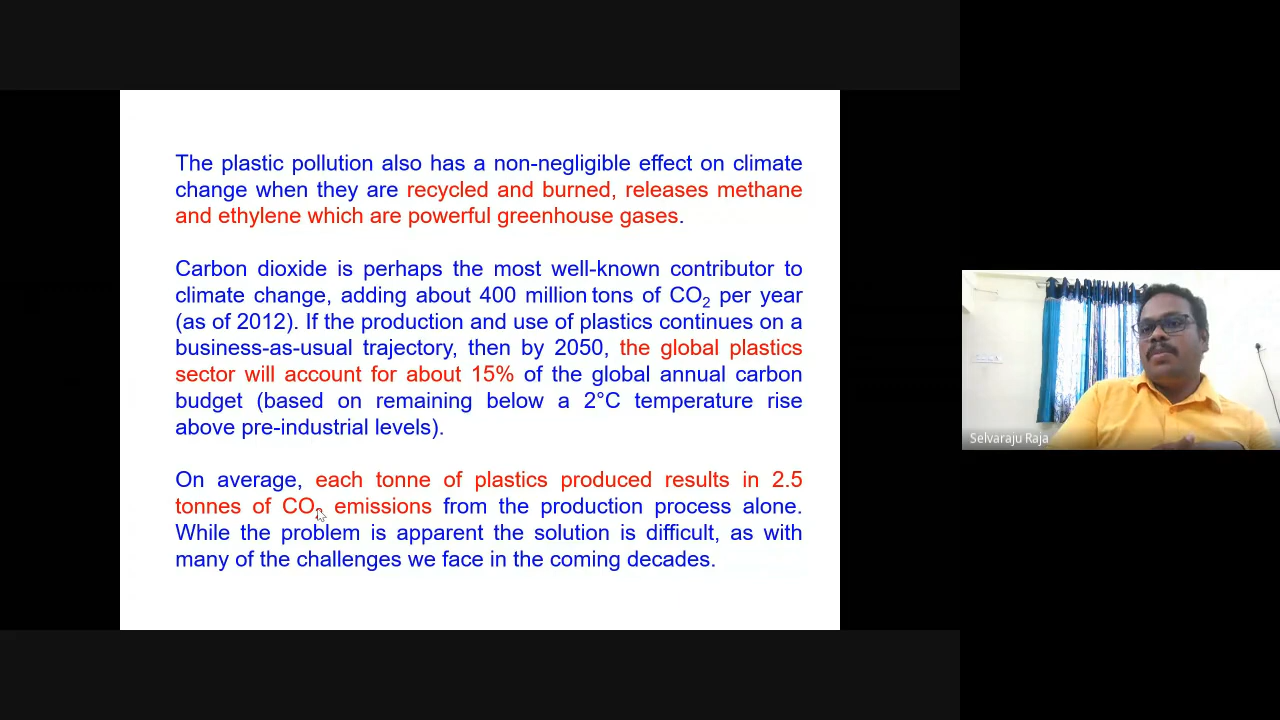 The plastic pollution also has a non-negligible effect on climate
change when they are recycled and burned, releases methane
and ethylene which are powerful greenhouse gases.
Carbon dioxide is perhaps the most well-known contributor to
climate change, adding about 400 million tons of CO₂ per year
(as of 2012). If the production and use of plastics continues on a
business-as-usual trajectory, then by 2050, the global plastics
sector will account for about 15% of the global annual carbon
budget (based on remaining below a 2°C temperature rise
above pre-industrial levels).
On average, each tonne of plastics produced results in 2.5
tonnes of CO₂ emissions from the production process alone.
While the problem is apparent the solution is difficult, as with
many of the challenges we face in the coming decades.
Selvaraju Raja